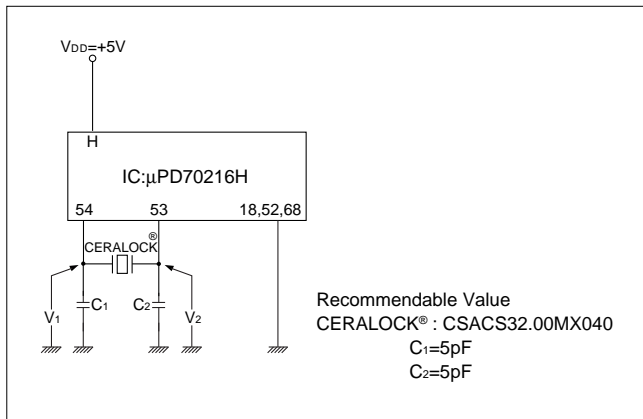 VDD=+5V
H
IC:µPD70216H
54 53 18,52,68
CERALOCK®
V1 C1 C2 V2
Recommendable Value
CERALOCK® : CSACS32.00MX040
C1=5pF
C2=5pF